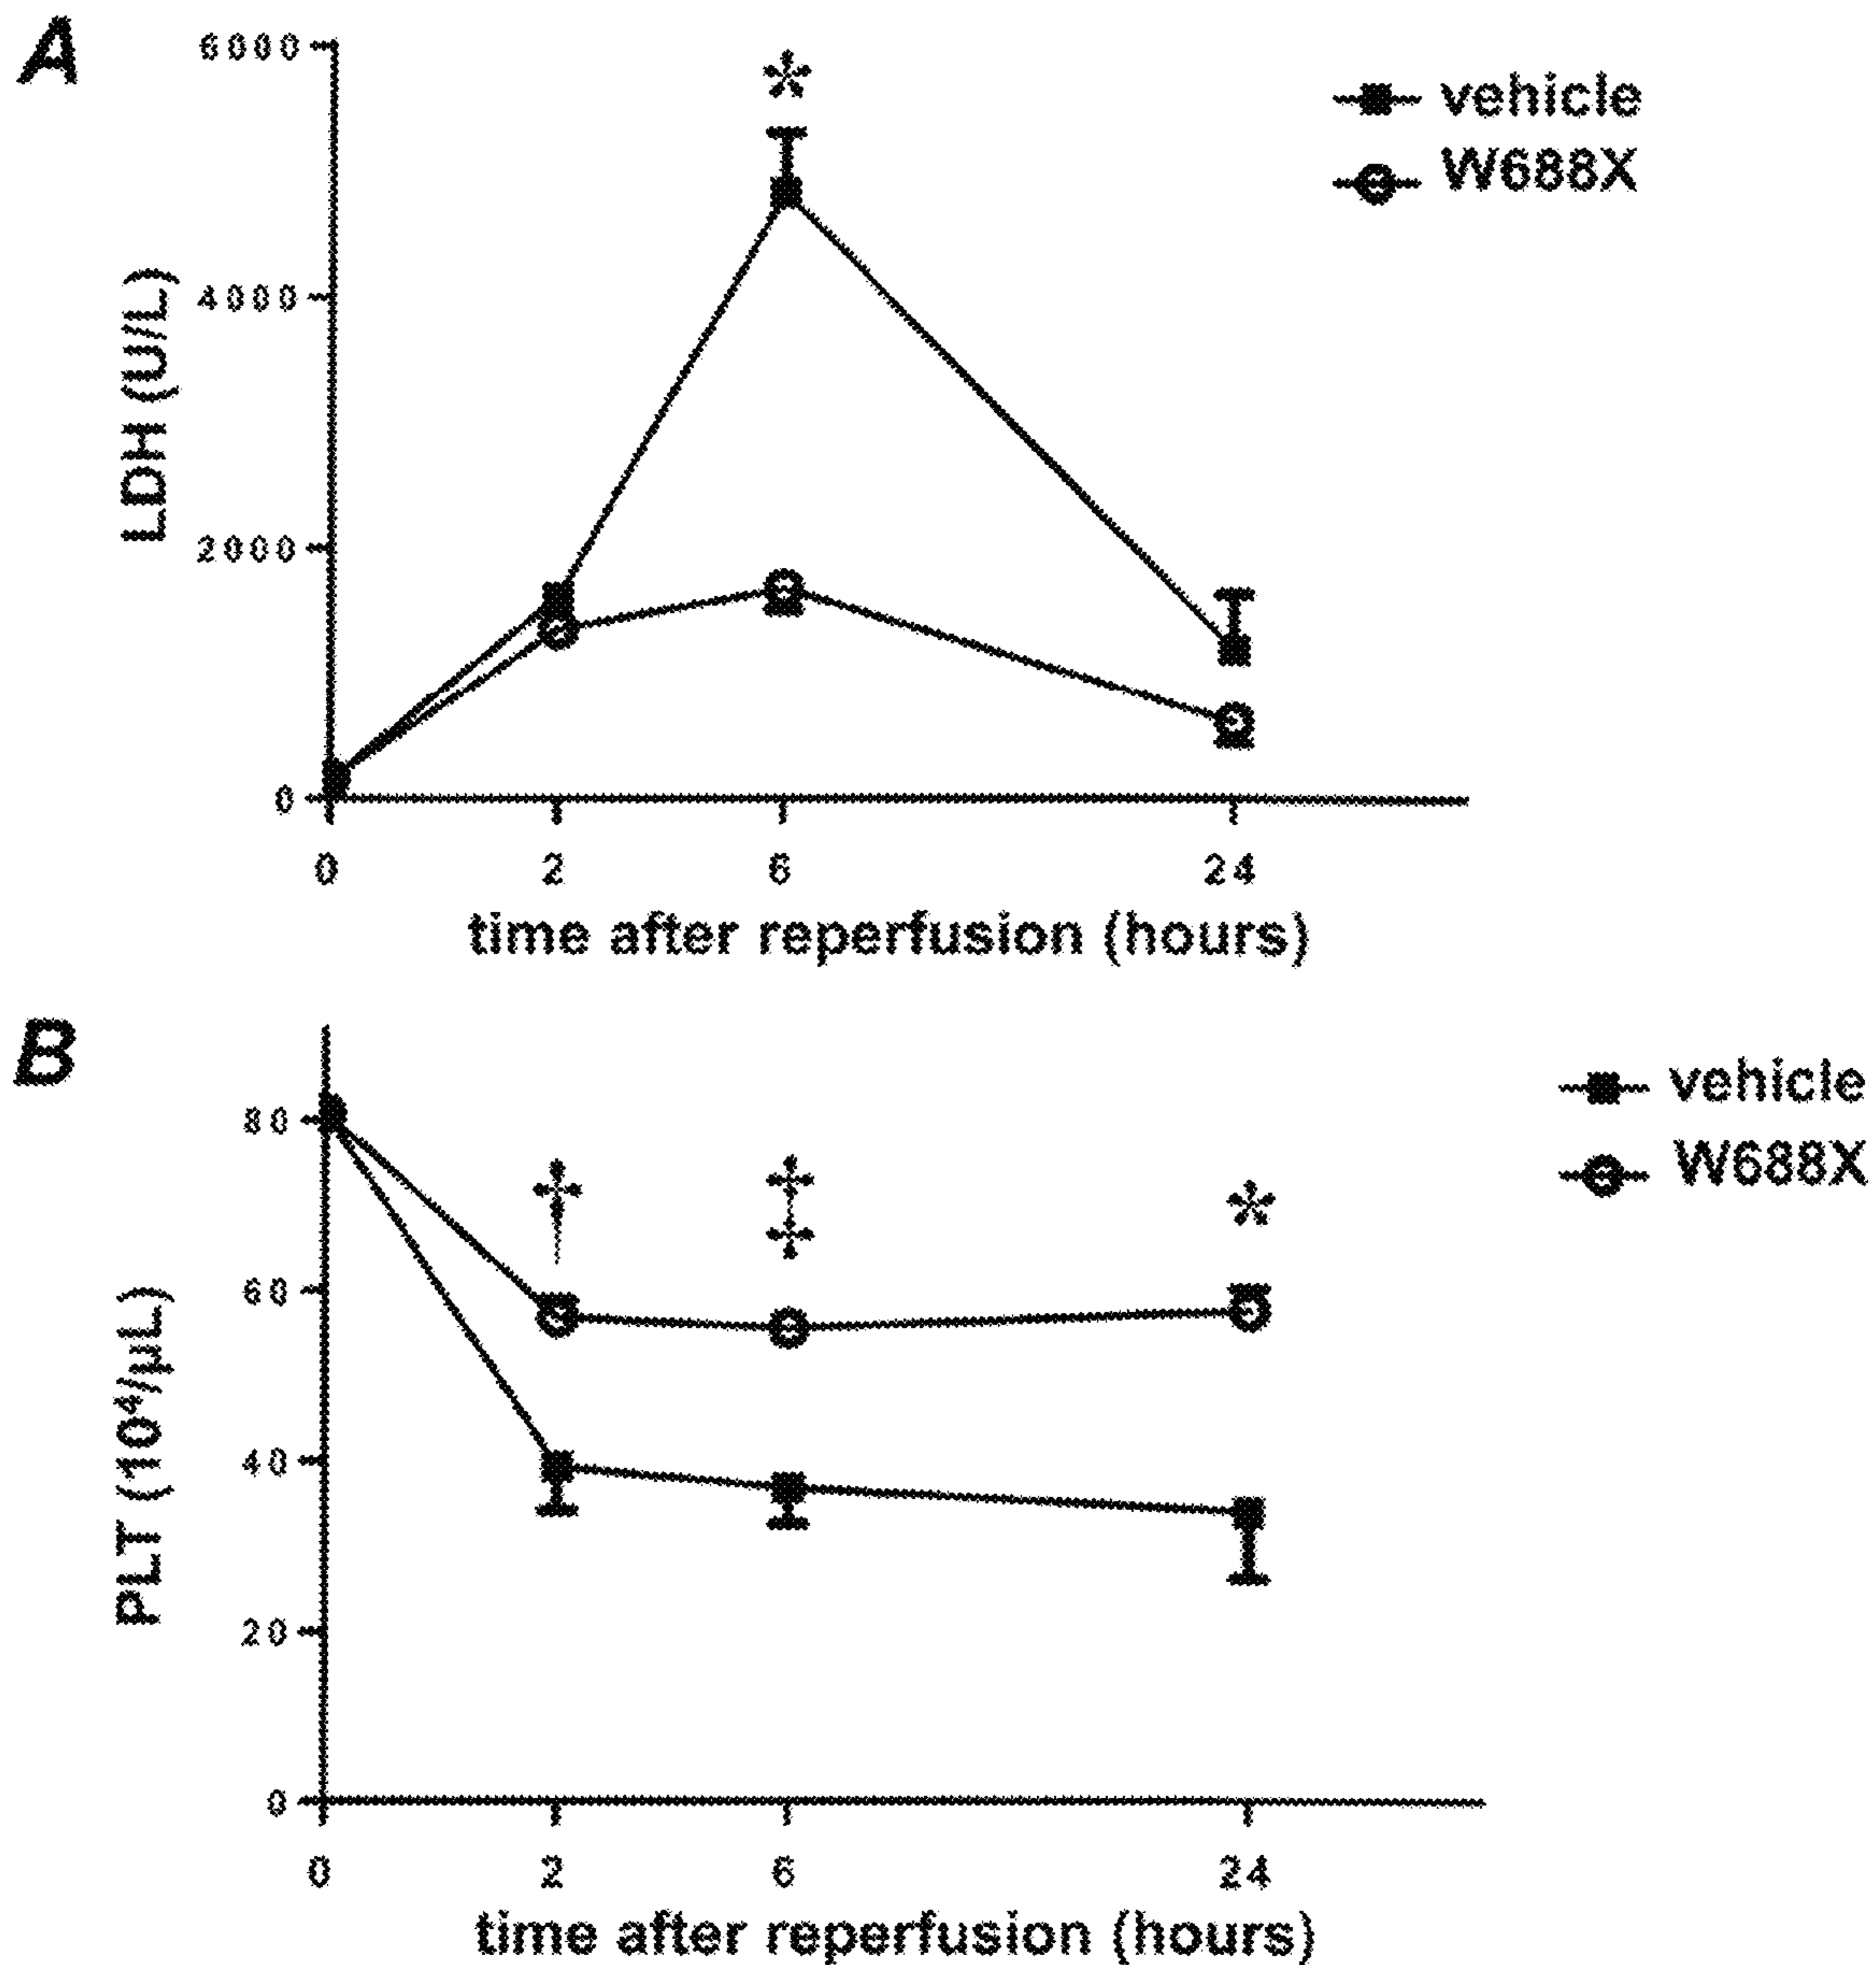 A
6000
4000
2000
0
LDH (U/L)
*
vehicle
W688X
0 2 6 24
time after reperfusion (hours)
B
80
60
40
20
0
PLT (10⁴/µL)
† ‡ *
vehicle
W688X
0 2 6 24
time after reperfusion (hours)